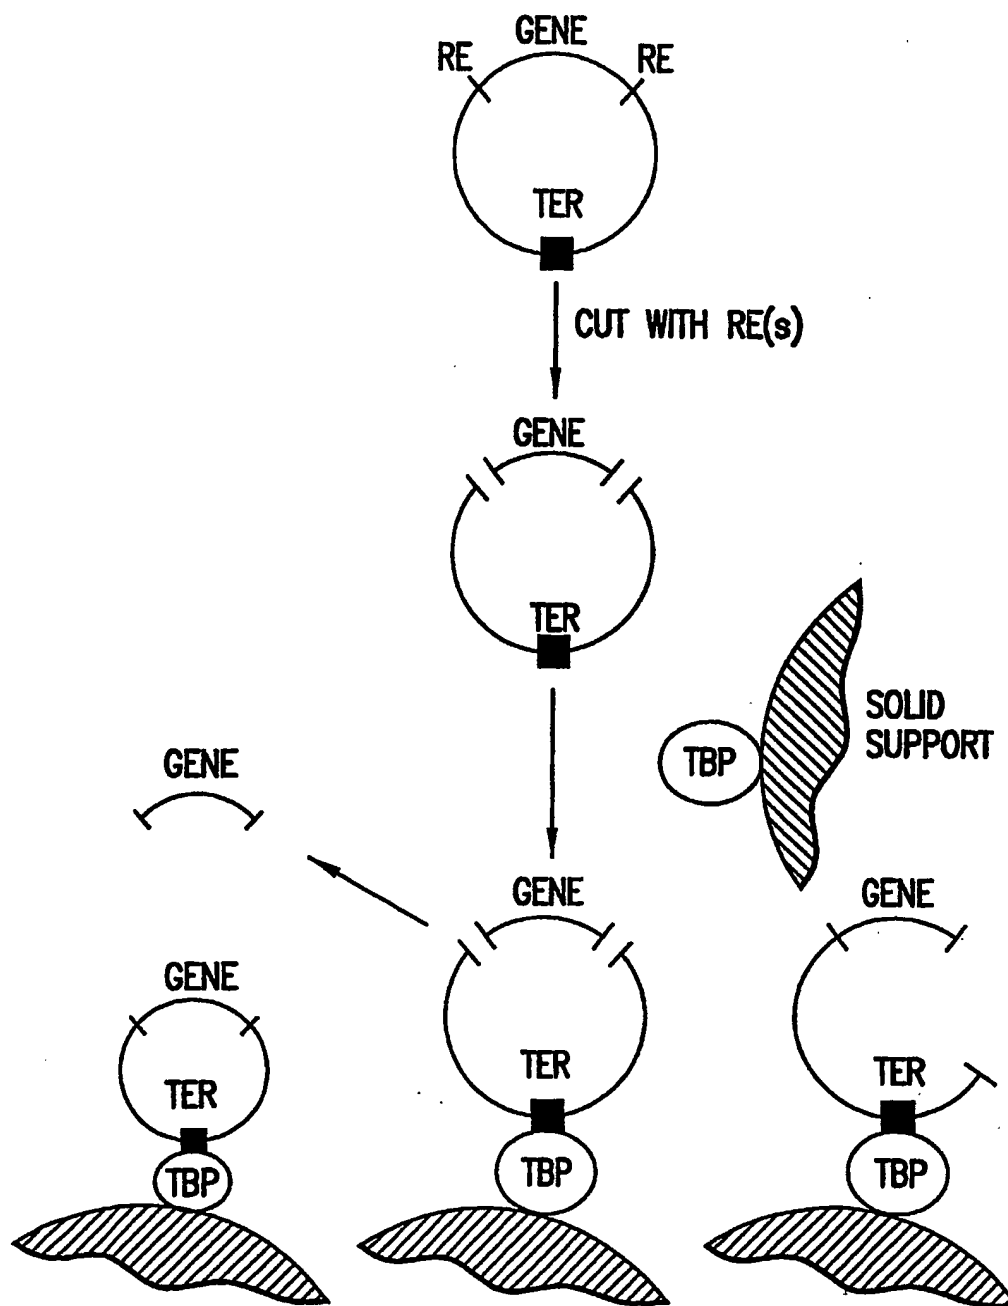 GENE
RE
RE
TER
CUT WITH RE(s)
GENE
TER
SOLID
SUPPORT
TBP
GENE
GENE
GENE
GENE
TER
TER
TER
TBP
TBP
TBP